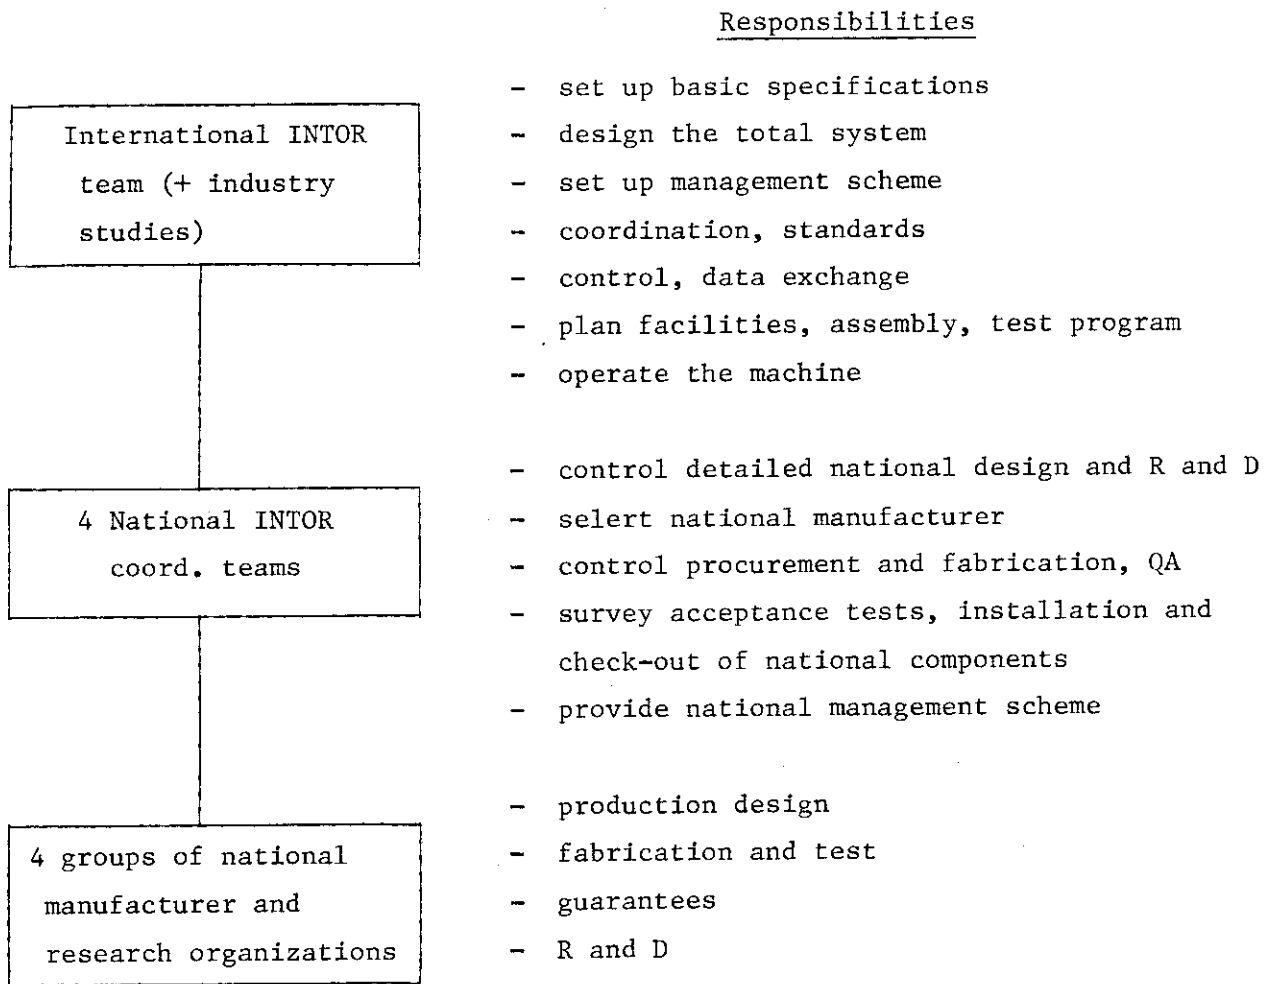 Responsibilities
International INTOR
team (+ industry
studies)
- set up basic specifications
- design the total system
- set up management scheme
- coordination, standards
- control, data exchange
- plan facilities, assembly, test program
- operate the machine
4 National INTOR
coord. teams
- control detailed national design and R and D
- selert national manufacturer
- control procurement and fabrication, QA
- survey acceptance tests, installation and
check-out of national components
- provide national management scheme
4 groups of national
manufacturer and
research organizations
- production design
- fabrication and test
- guarantees
- R and D